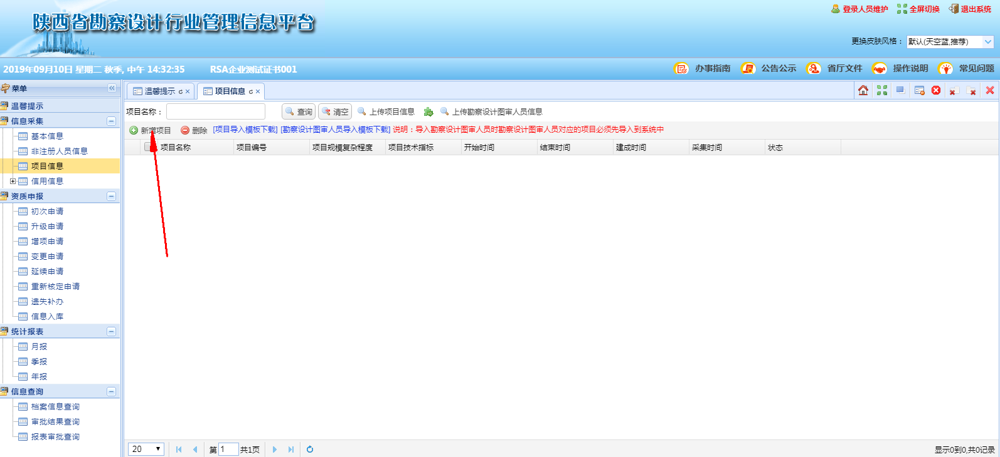 登录人员维护 全屏切换 退出系统
陕西省勘察设计行业管理信息平台
更换皮肤风格： 默认(天空蓝,推荐)
2019年09月10日 星期二 秋季, 中午 14:32:35 RSA企业测试证书001 办事指南 公告公示 省厅文件 操作说明 常见问题
菜单
温馨提示 项目信息
温馨提示
信息采集
基本信息
非注册人员信息
项目信息
信用信息
资质申报
初次申请
升级申请
增项申请
变更申请
延续申请
重新核定申请
遗失补办
信息入库
统计报表
月报
季报
年报
信息查询
档案信息查询
审批结果查询
报表审批查询
项目名称： 查询 清空 上传项目信息 上传勘察设计图审人员信息
新增项目 删除 [项目导入模板下载] [勘察设计图审人员导入模板下载] 说明：导入勘察设计图审人员时勘察设计图审人员对应的项目必须先导入到系统中
项目名称 项目编号 项目规模复杂程度 项目技术指标 开始时间 结束时间 建成时间 采集时间 状态
20 第 1 共1页 显示0到0,共0记录